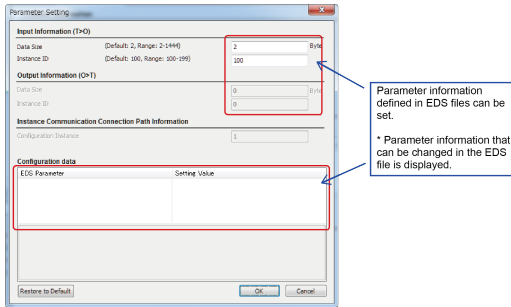 Parameter Setting
Input Information (T>O)
Data Size (Default: 2, Range: 2-1444) 2 Byte
Instance ID (Default: 100, Range: 100-199) 100
Output Information (O>T)
Data Size 0 Byte
Instance ID 0
Instance Communication Connection Path Information
Configuration Instance 1
Configuration data
EDS Parameter Setting Value
Restore to Default OK Cancel
Parameter information
defined in EDS files can be
set.
* Parameter information that
can be changed in the EDS
file is displayed.